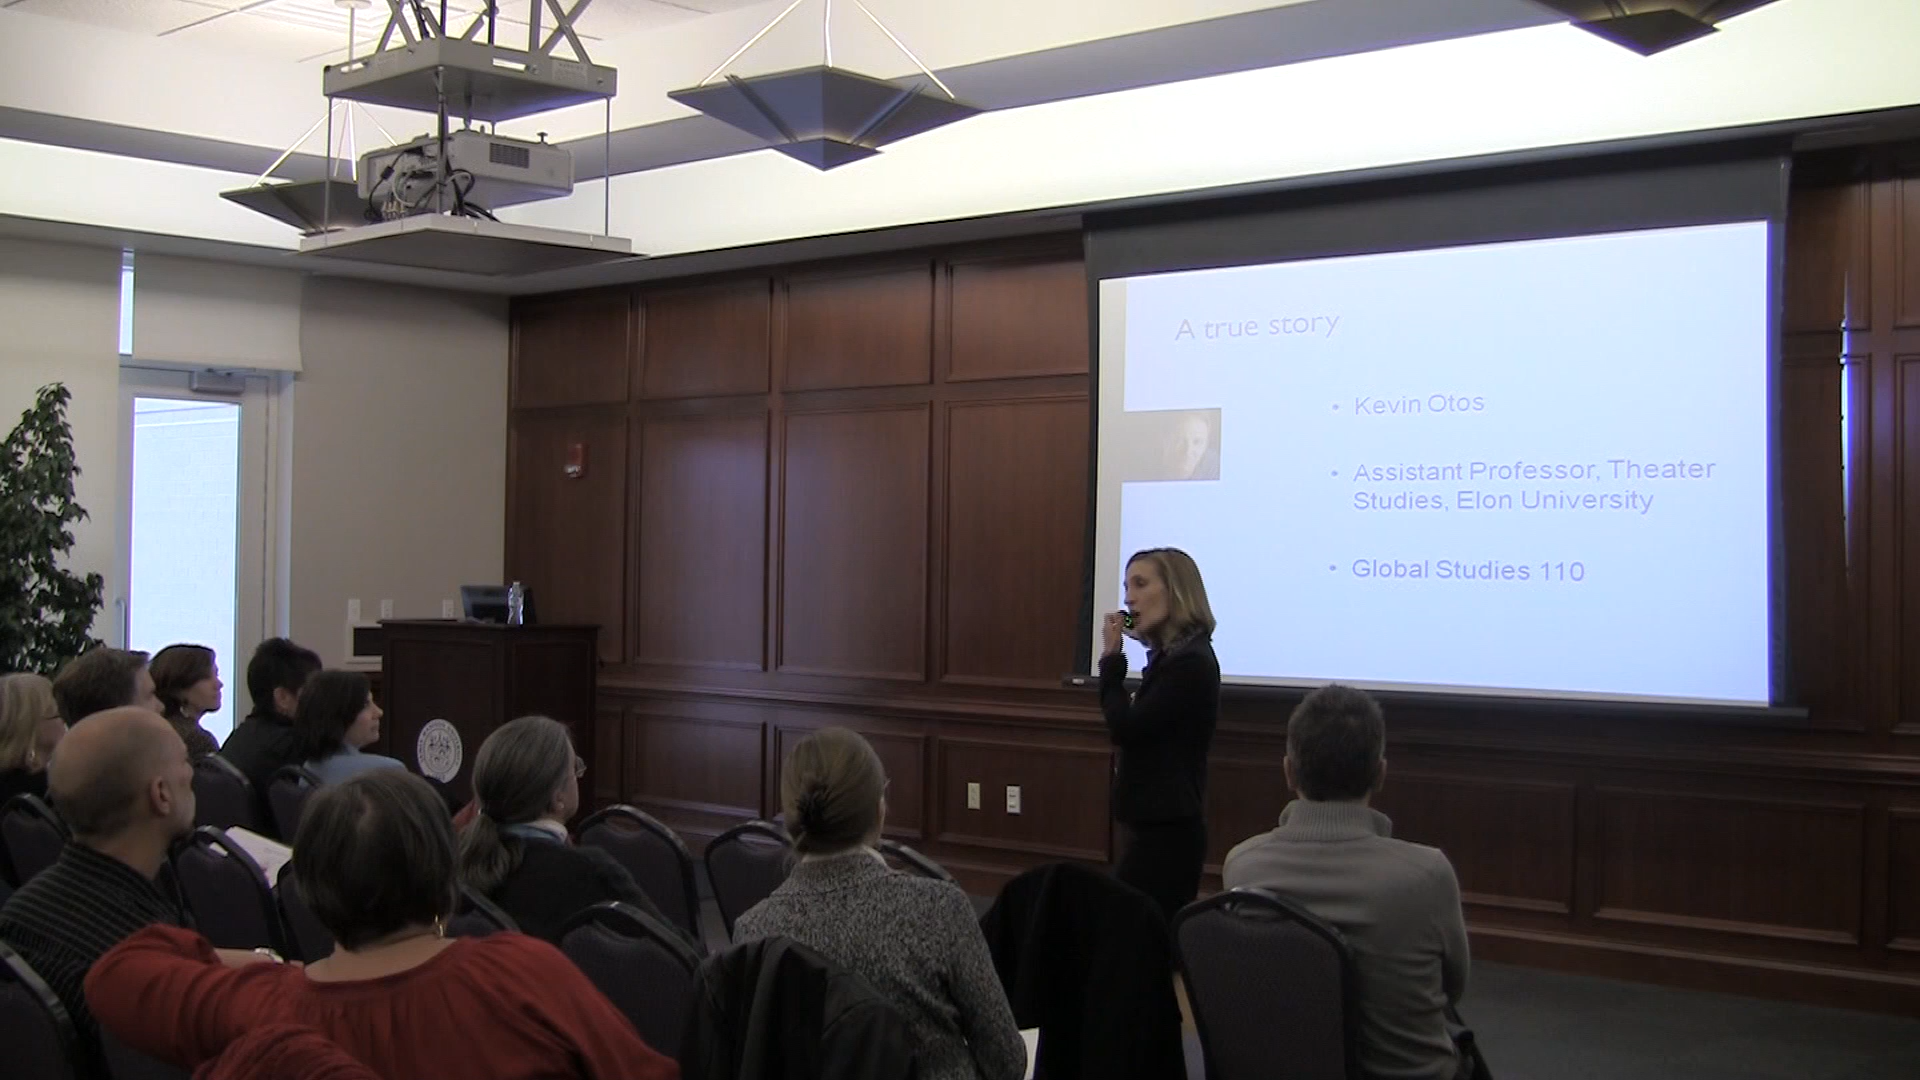 A true story
• Kevin Otos
• Assistant Professor, Theater
Studies, Elon University
• Global Studies 110